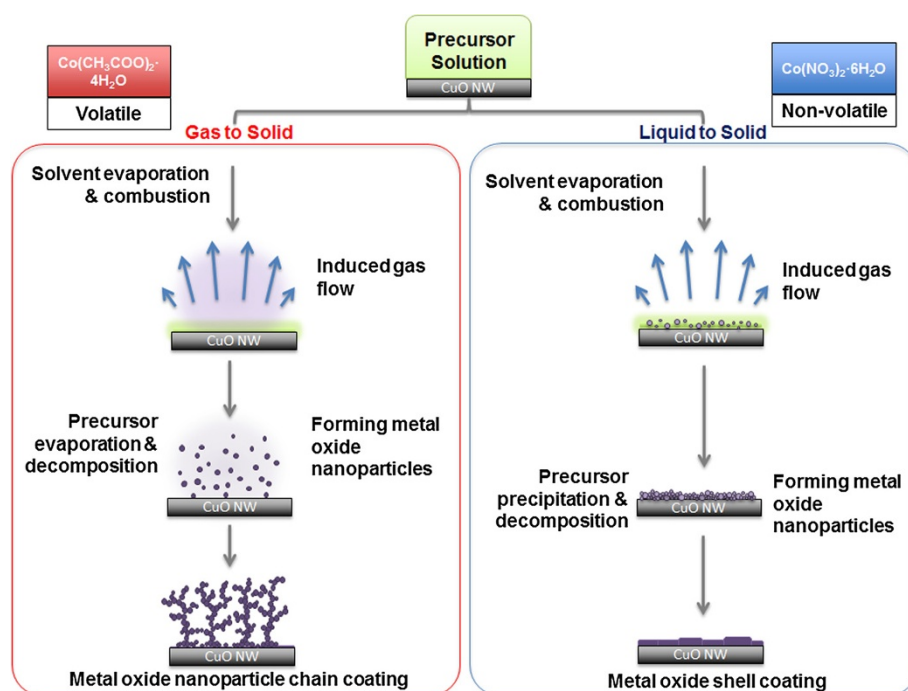 Precursor
Solution
CuO NW
Co(CH₃COO)₂·
4H₂O
Volatile
Co(NO₃)₂·6H₂O
Non-volatile
Gas to Solid
Solvent evaporation
& combustion
Induced gas
flow
CuO NW
Precursor
evaporation &
decomposition
Forming metal
oxide
nanoparticles
CuO NW
CuO NW
Metal oxide nanoparticle chain coating
Liquid to Solid
Solvent evaporation
& combustion
Induced gas
flow
CuO NW
Precursor
precipitation &
decomposition
Forming metal
oxide
nanoparticles
CuO NW
CuO NW
Metal oxide shell coating